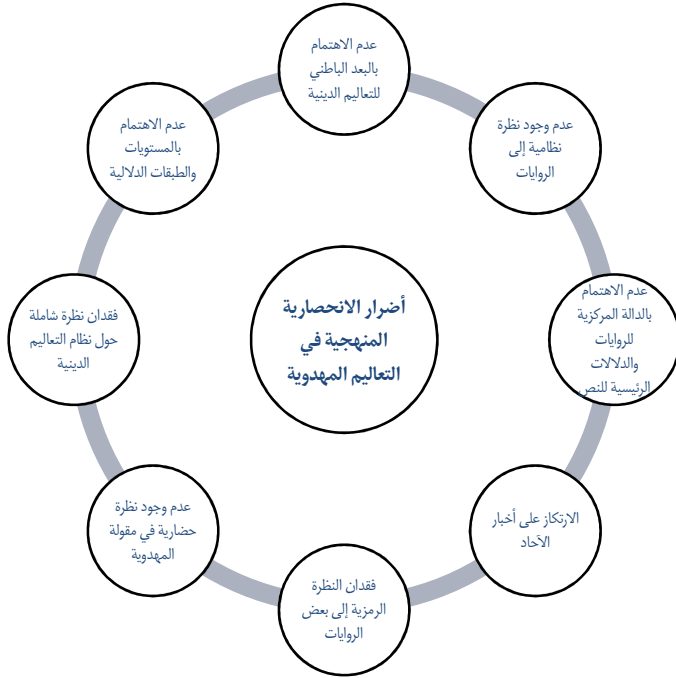 عدم الاهتمام
بالبعد الباطني
للتعاليم الدينية
عدم وجود نظرة
نظامية إلى
الروايات
عدم الاهتمام
بالدالة المركزية
للروايات
والدلالات
الرئيسية للنص
الارتكاز على أخبار
الآحاد
فقدان النظرة
الرمزية إلى بعض
الروايات
عدم وجود نظرة
حضارية في مقولة
المهدوية
فقدان نظرة شاملة
حول نظام التعاليم
الدينية
عدم الاهتمام
بالمستويات
والطبقات الدلالية
أضرار الانحصارية
المنهجية في
التعاليم المهدوية